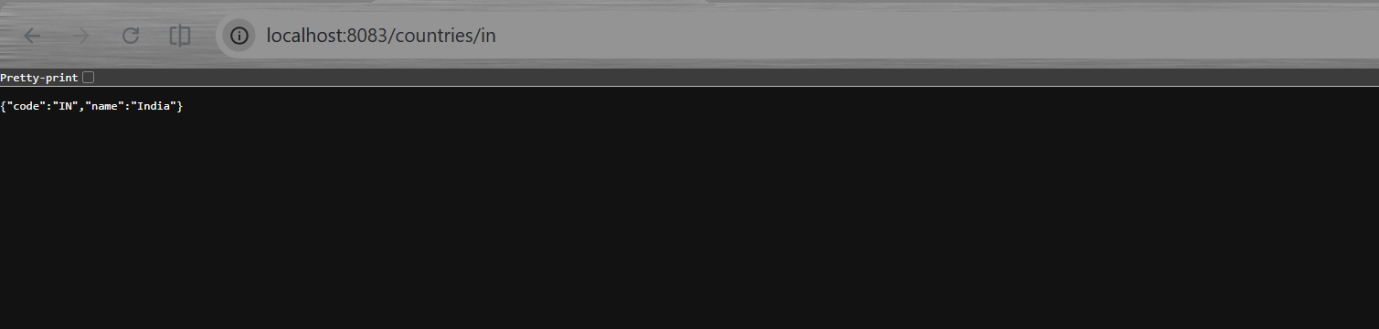 localhost:8083/countries/in
Pretty-print
{"code":"IN","name":"India"}